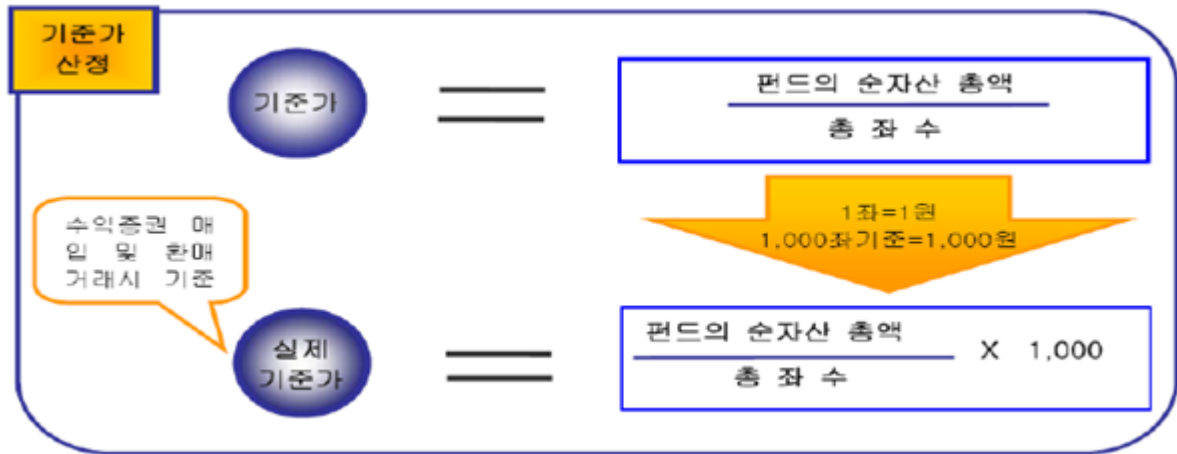 기준가
산정
기준가
펀드의 순자산 총액
총 좌 수
1좌=1원
1,000좌기준=1,000원
수익증권 매
입 및 환매
거래시 기준
실제
기준가
펀드의 순자산 총액
총 좌 수
X 1,000